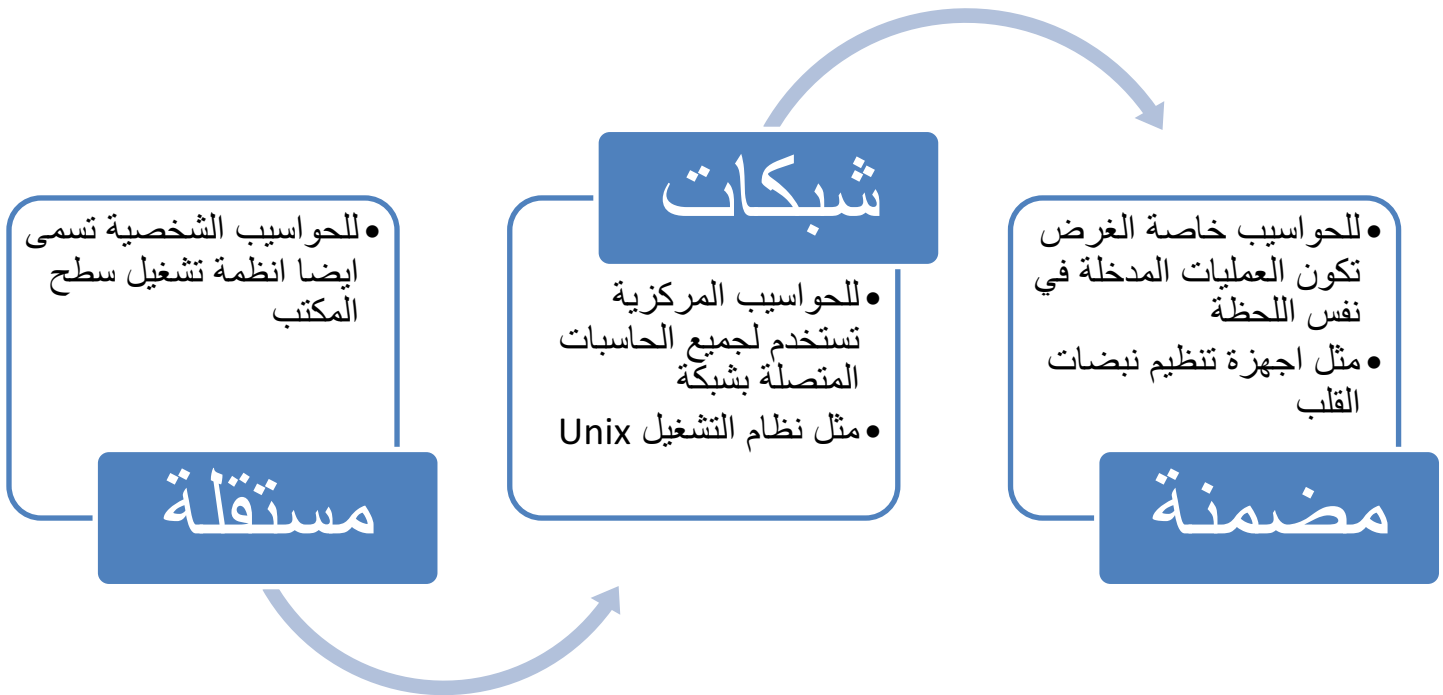 للحواسيب الشخصية تسمى
ايضا انظمة تشغيل سطح
المكتب
مستقلة
شبكات
للحواسيب المركزية
تستخدم لجميع الحاسبات
المتصلة بشبكة
مثل نظام التشغيل Unix
للحواسيب خاصة الغرض
تكون العمليات المدخلة في
نفس اللحظة
مثل اجهزة تنظيم نبضات
القلب
مضمنة